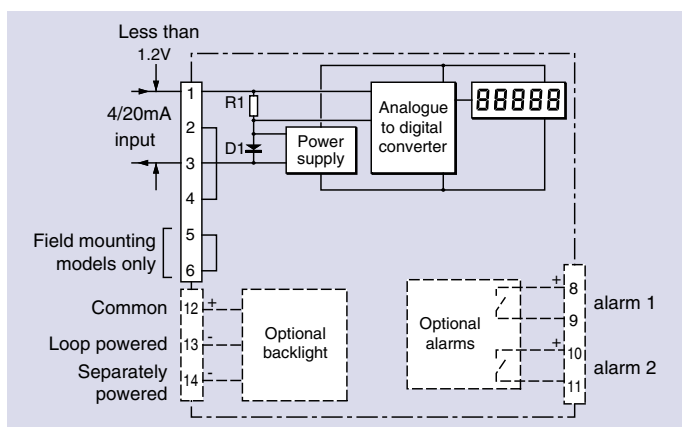 Less than
1.2V
4/20mA
input
1
2
3
4
5
6
R1
D1
Power
supply
Analogue
to digital
converter
88888
Field mounting
models only
Common
12
+
Loop powered
13
-
Separately
powered
14
-
Optional
backlight
Optional
alarms
+
8
9
alarm 1
+
10
11
alarm 2